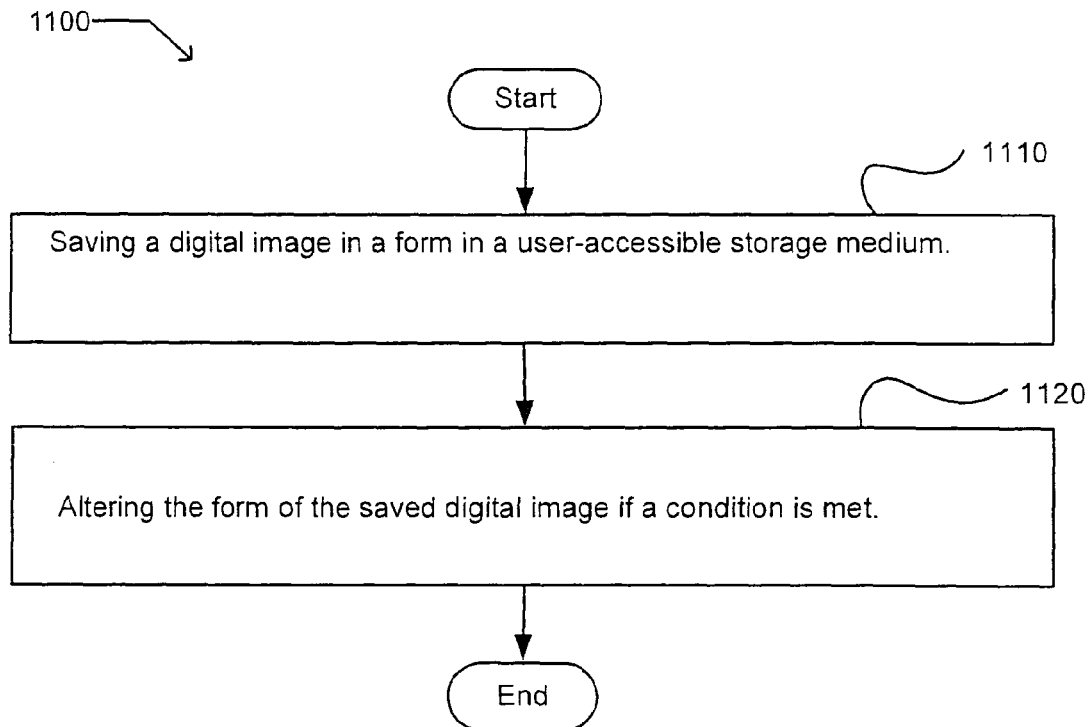 1100
Start
1110
Saving a digital image in a form in a user-accessible storage medium.
1120
Altering the form of the saved digital image if a condition is met.
End